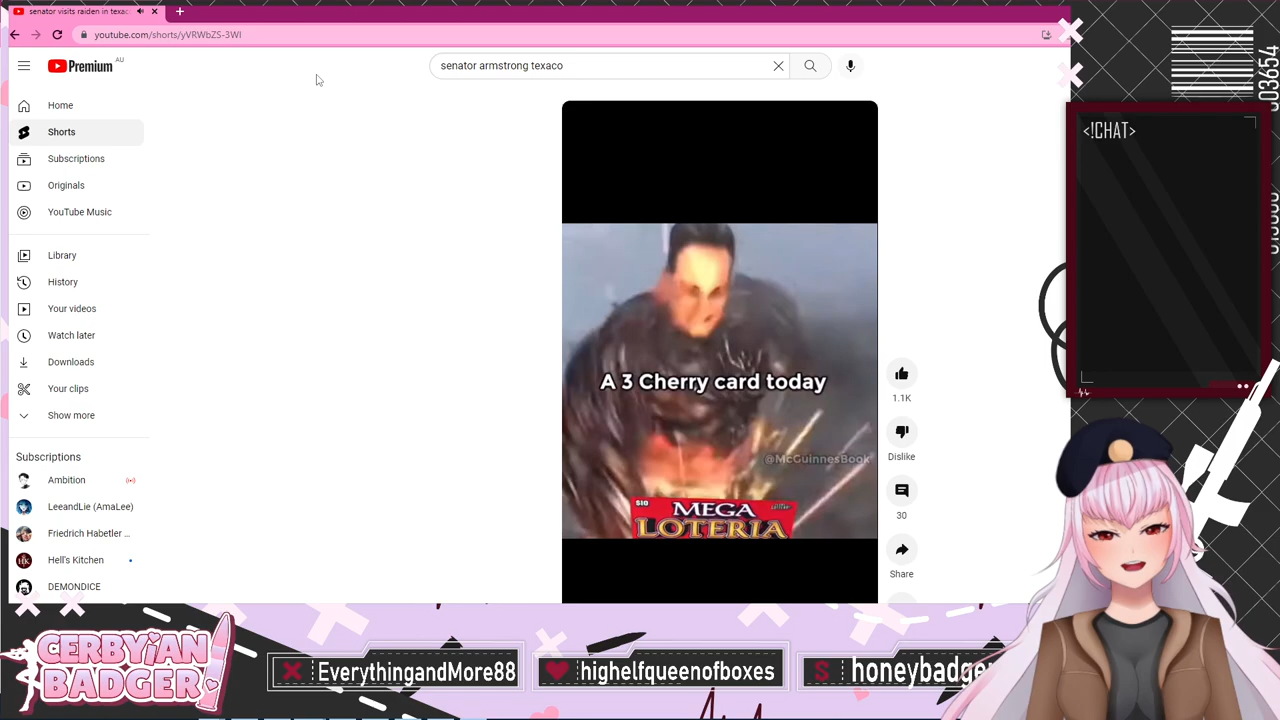 senator visits raiden in texac
youtube.com/shorts/yVRWbZS-3WI
Premium
AU
senator armstrong texaco
Home
Shorts
Subscriptions
Originals
YouTube Music
Library
History
Your videos
Watch later
Downloads
Your clips
Show more
Subscriptions
Ambition
LeeandLie (AmaLee)
Friedrich Habetler ...
Hell's Kitchen
HK
DEMONDICE
A 3 Cherry card today
@McGuinnesBook
$10
MEGA
LOTERIA
1.1K
Dislike
30
Share
003654
<!CHAT>
CERBYIAN
BADGER
EverythingandMore88
highelfqueenofboxes
S
honeybadge